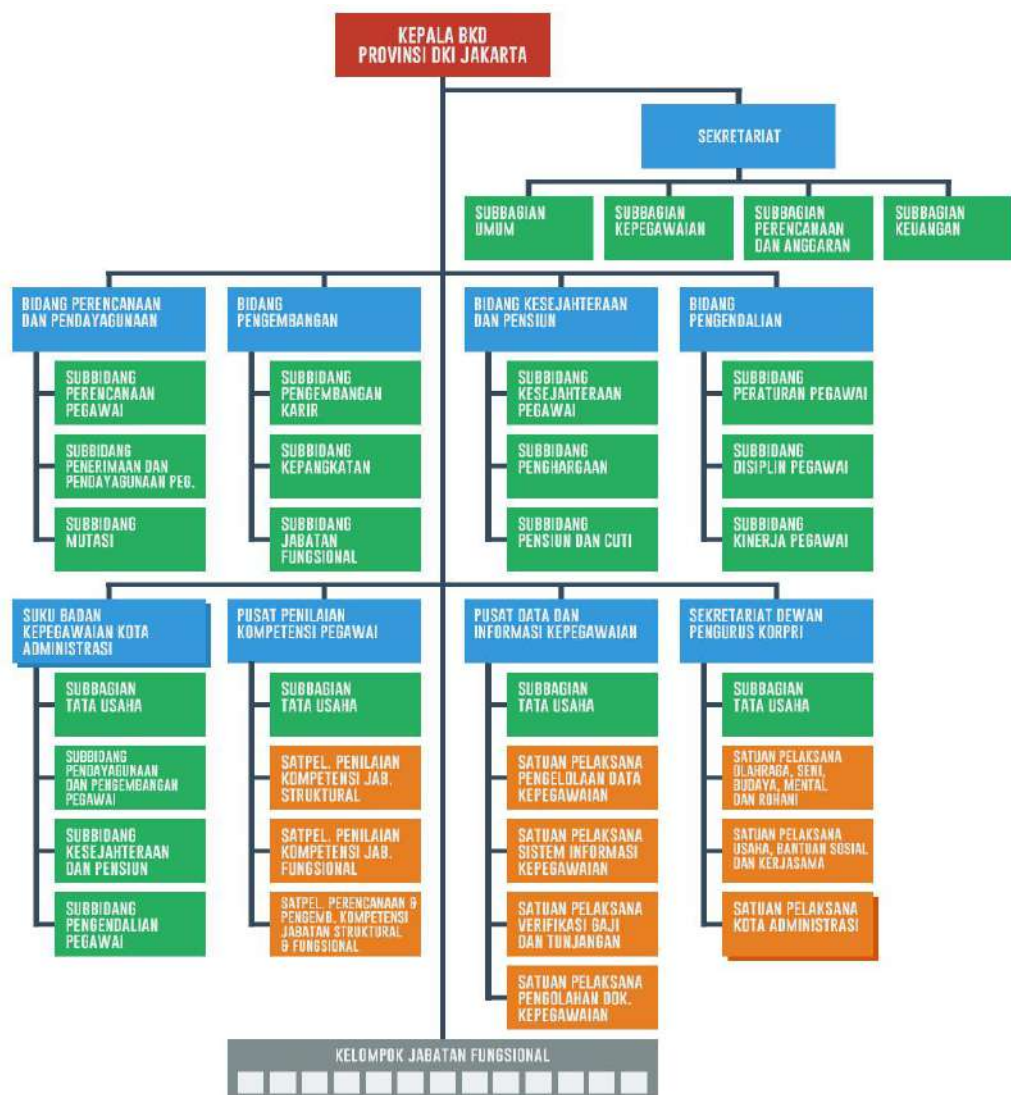 KEPALA BKD
PROVINSI DKI JAKARTA
SEKRETARIAT
SUBBAGIAN
UMUM
SUBBAGIAN
KEPEGAWAIAN
SUBBAGIAN
PERENCANAAN
DAN ANGGARAN
SUBBAGIAN
KEUANGAN
BIDANG PERENCANAAN
DAN PENDAYAGUNAAN
SUBBIDANG
PERENCANAAN
PEGAWAI
SUBBIDANG
PENERIMAAN DAN
PENDAYAGUNAAN PEG.
SUBBIDANG
MUTASI
BIDANG
PENGEMBANGAN
SUBBIDANG
PENGEMBANGAN
KARIR
SUBBIDANG
KEPANGKATAN
SUBBIDANG
JABATAN
FUNGSIONAL
BIDANG KESEJAHTERAAN
DAN PENSIUN
SUBBIDANG
KESEJAHTERAAN
PEGAWAI
SUBBIDANG
PENGHARGAAN
SUBBIDANG
PENSIUN DAN CUTI
BIDANG
PENGENDALIAN
SUBBIDANG
PERATURAN PEGAWAI
SUBBIDANG
DISIPLIN PEGAWAI
SUBBIDANG
KINERJA PEGAWAI
SUKU BADAN
KEPEGAWAIAN KOTA
ADMINISTRASI
SUBBAGIAN
TATA USAHA
SUBBIDANG
PENDAYAGUNAAN
DAN PENGEMBANGAN
PEGAWAI
SUBBIDANG
KESEJAHTERAAN
DAN PENSIUN
SUBBIDANG
PENGENDALIAN
PEGAWAI
PUSAT PENILAIAN
KOMPETENSI PEGAWAI
SUBBAGIAN
TATA USAHA
SATPEL. PENILAIAN
KOMPETENSI JAB.
STRUKTURAL
SATPEL. PENILAIAN
KOMPETENSI JAB.
FUNGSIONAL
SATPEL. PERENCANAAN &
PENGEMB. KOMPETENSI
JABATAN STRUKTURAL
& FUNGSIONAL
PUSAT DATA DAN
INFORMASI KEPEGAWAIAN
SUBBAGIAN
TATA USAHA
SATUAN PELAKSANA
PENGELOLAAN DATA
KEPEGAWAIAN
SATUAN PELAKSANA
SISTEM INFORMASI
KEPEGAWAIAN
SATUAN PELAKSANA
VERIFIKASI GAJI
DAN TUNJANGAN
SATUAN PELAKSANA
PENGOLAHAN DOK.
KEPEGAWAIAN
SEKRETARIAT DEWAN
PENGURUS KORPRI
SUBBAGIAN
TATA USAHA
SATUAN PELAKSANA
OLAHRAGA, SENI,
BUDAYA, MENTAL
DAN ROHANI
SATUAN PELAKSANA
USAHA, BANTUAN SOSIAL
DAN KERJASAMA
SATUAN PELAKSANA
KOTA ADMINISTRASI
KELOMPOK JABATAN FUNGSIONAL